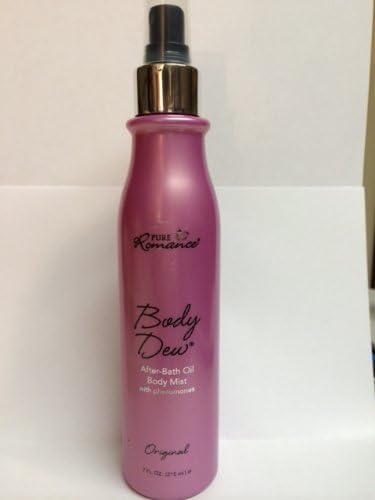 PURE
Romance®
Body
Dew®
After-Bath Oil
Body Mist
with pheromones
Original